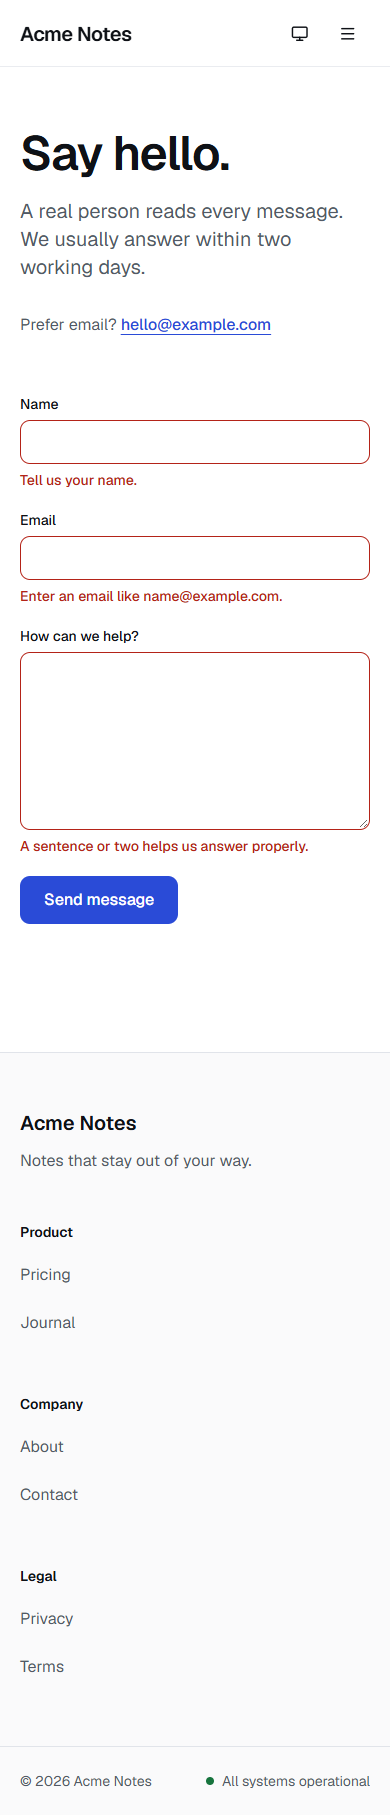 Acme Notes
Say hello.
A real person reads every message.
We usually answer within two
working days.
Prefer email? hello@example.com
Name
Tell us your name.
Email
Enter an email like name@example.com.
How can we help?
A sentence or two helps us answer properly.
Send message
Acme Notes
Notes that stay out of your way.
Product
Pricing
Journal
Company
About
Contact
Legal
Privacy
Terms
© 2026 Acme Notes
All systems operational